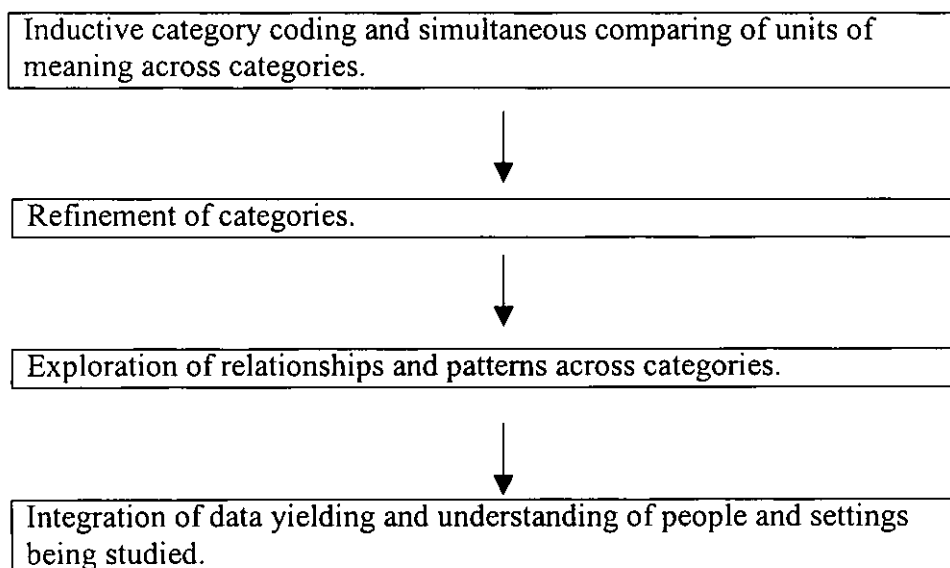 Inductive category coding and simultaneous comparing of units of
meaning across categories.
Refinement of categories.
Exploration of relationships and patterns across categories.
Integration of data yielding and understanding of people and settings
being studied.